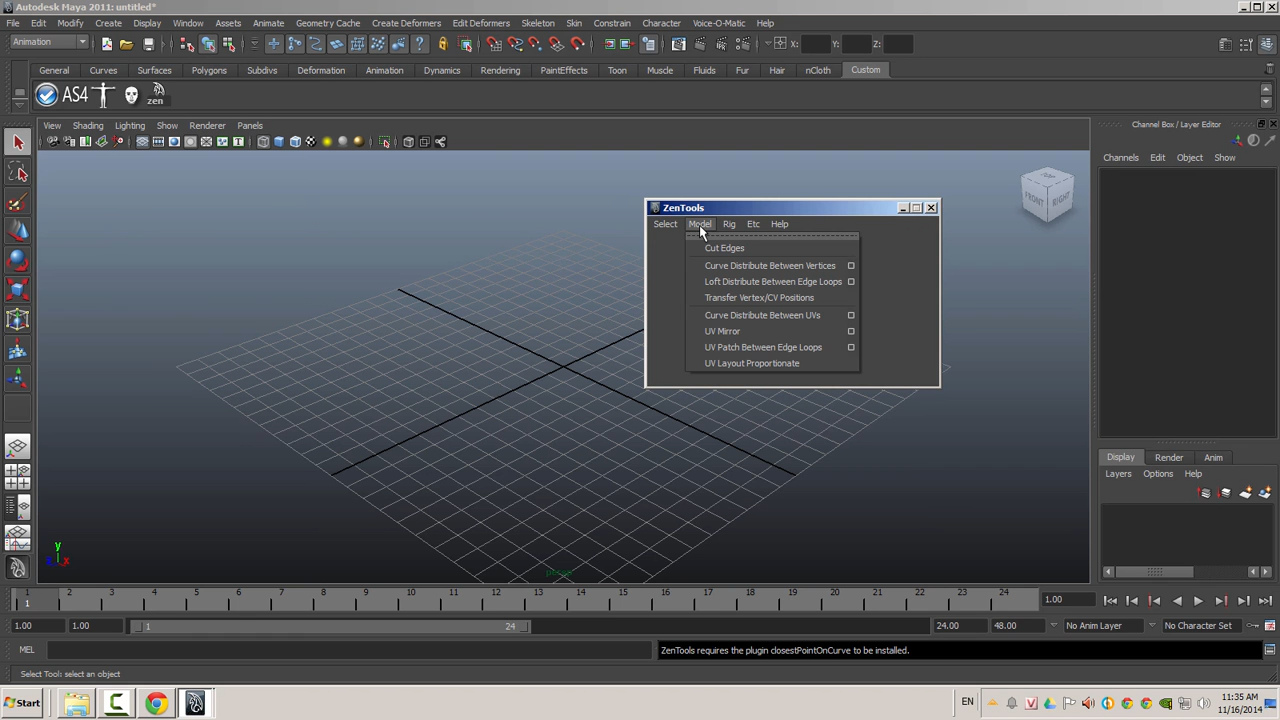 Autodesk Maya 2011: untitled*
File Edit Modify Create Display Window Assets Animate Geometry Cache Create Deformers Edit Deformers Skeleton Skin Constrain Character Voice-O-Matic Help
Animation X: Y: Z:
General Curves Surfaces Polygons Subdivs Deformation Animation Dynamics Rendering PaintEffects Toon Muscle Fluids Fur Hair nCloth Custom
AS4 zen
View Shading Lighting Show Renderer Panels
Channel Box / Layer Editor
Channels Edit Object Show
TOP
FRONT RIGHT
ZenTools
Select Model Rig Etc Help
Cut Edges
Curve Distribute Between Vertices
Loft Distribute Between Edge Loops
Transfer Vertex/CV Positions
Curve Distribute Between UVs
UV Mirror
UV Patch Between Edge Loops
UV Layout Proportionate
Display Render Anim
Layers Options Help
y
x
persp
1 2 3 4 5 6 7 8 9 10 11 12 13 14 15 16 17 18 19 20 21 22 23 24
1 1.00
1.00 1.00 1 24 24.00 48.00 No Anim Layer No Character Set
MEL ZenTools requires the plugin closestPointOnCurve to be installed.
Select Tool: select an object
Start EN 11:35 AM
11/16/2014